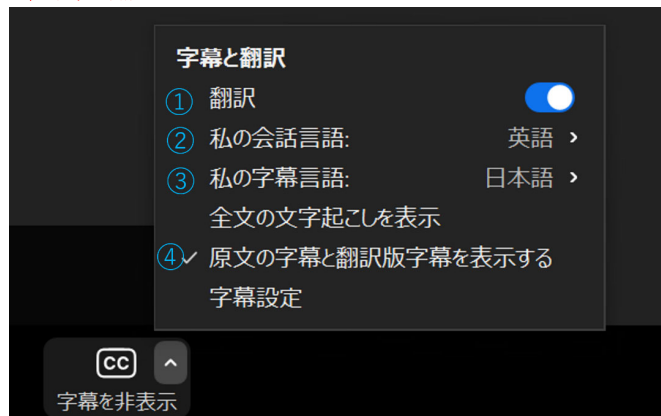 字幕と翻訳
① 翻訳
② 私の会話言語: 英語 >
③ 私の字幕言語: 日本語 >
全文の文字起こしを表示
④✓ 原文の字幕と翻訳版字幕を表示する
字幕設定
CC ^
字幕を非表示